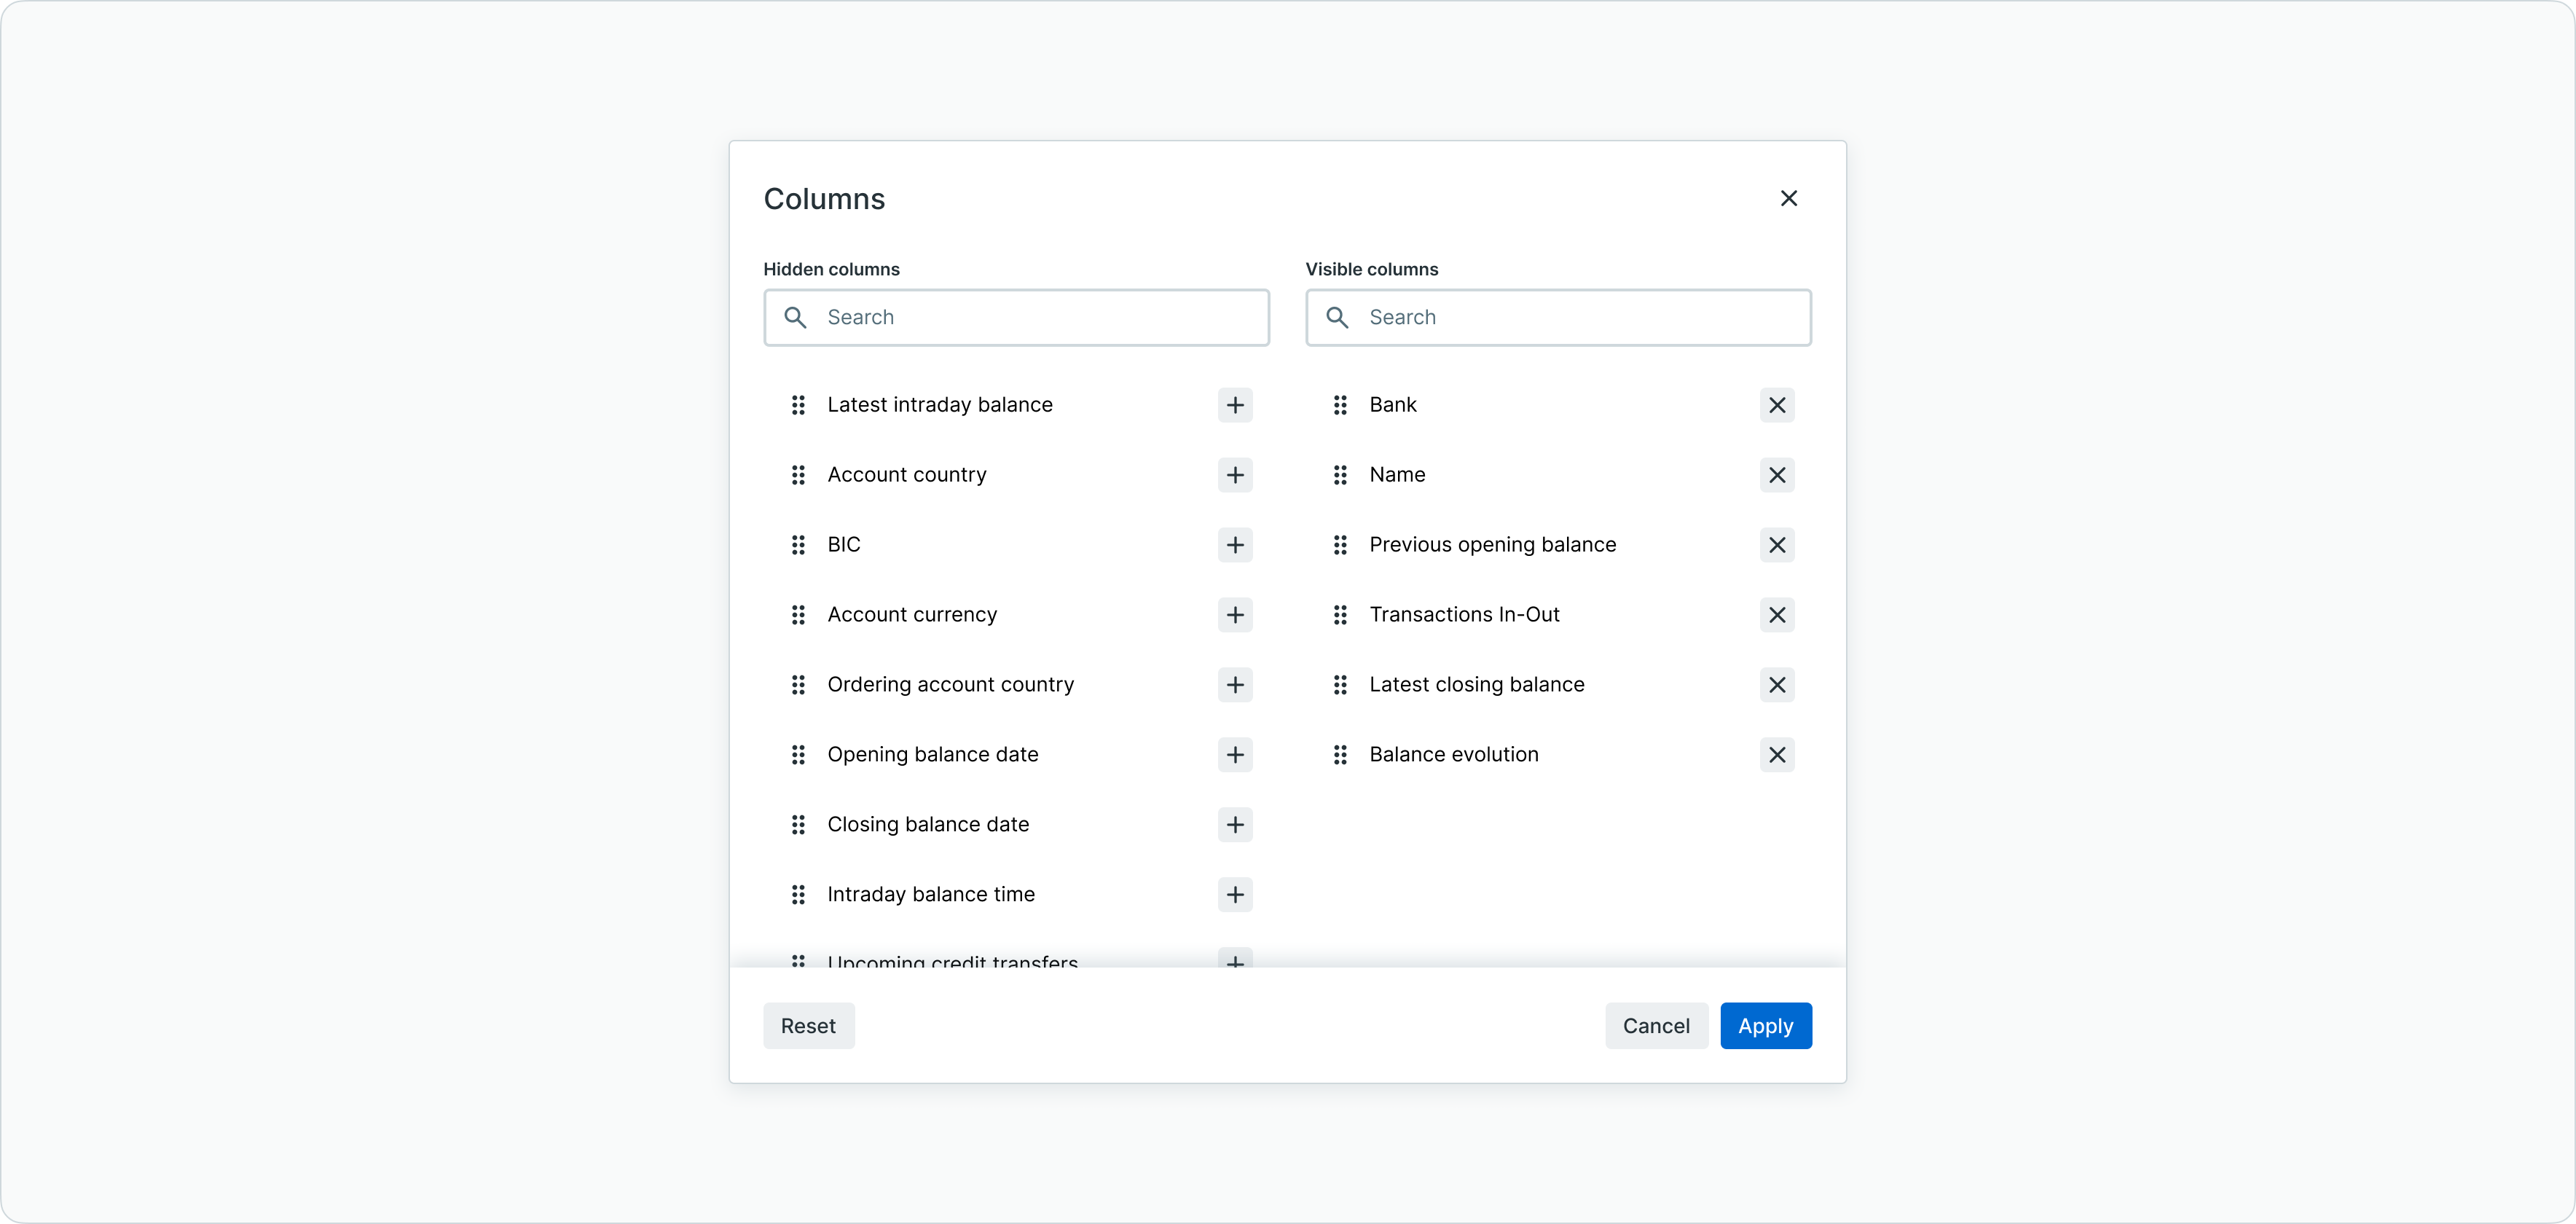 Columns
Hidden columns
Search
Latest intraday balance
Account country
BIC
Account currency
Ordering account country
Opening balance date
Closing balance date
Intraday balance time
Upcoming credit transfers
Visible columns
Search
Bank
Name
Previous opening balance
Transactions In-Out
Latest closing balance
Balance evolution
Reset
Cancel
Apply